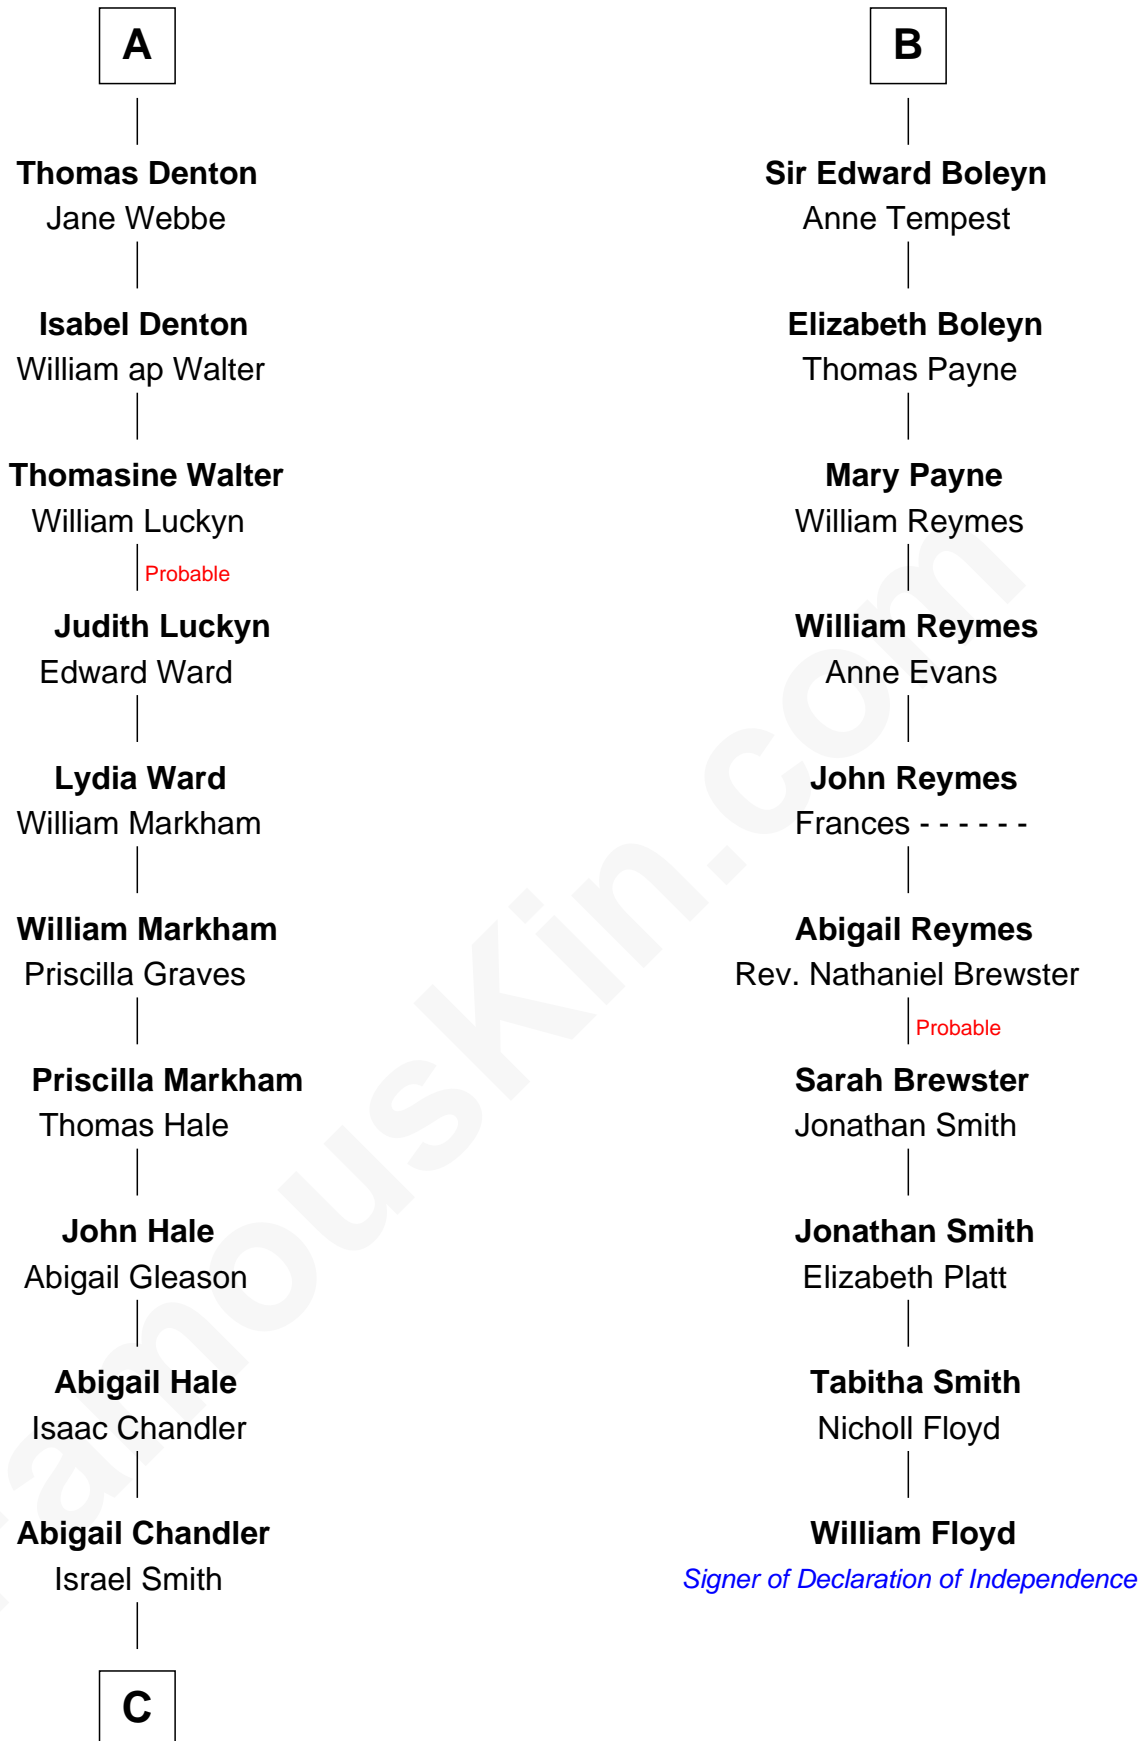 A
Thomas Denton
Jane Webbe
Isabel Denton
William ap Walter
Thomasine Walter
William Luckyn
Probable
Judith Luckyn
Edward Ward
Lydia Ward
William Markham
William Markham
Priscilla Graves
Priscilla Markham
Thomas Hale
John Hale
Abigail Gleason
Abigail Hale
Isaac Chandler
Abigail Chandler
Israel Smith
C
B
Sir Edward Boleyn
Anne Tempest
Elizabeth Boleyn
Thomas Payne
Mary Payne
William Reymes
William Reymes
Anne Evans
John Reymes
Frances - - - - - -
Abigail Reymes
Rev. Nathaniel Brewster
Probable
Sarah Brewster
Jonathan Smith
Jonathan Smith
Elizabeth Platt
Tabitha Smith
Nicholl Floyd
William Floyd
Signer of Declaration of Independence
FamousKin.com